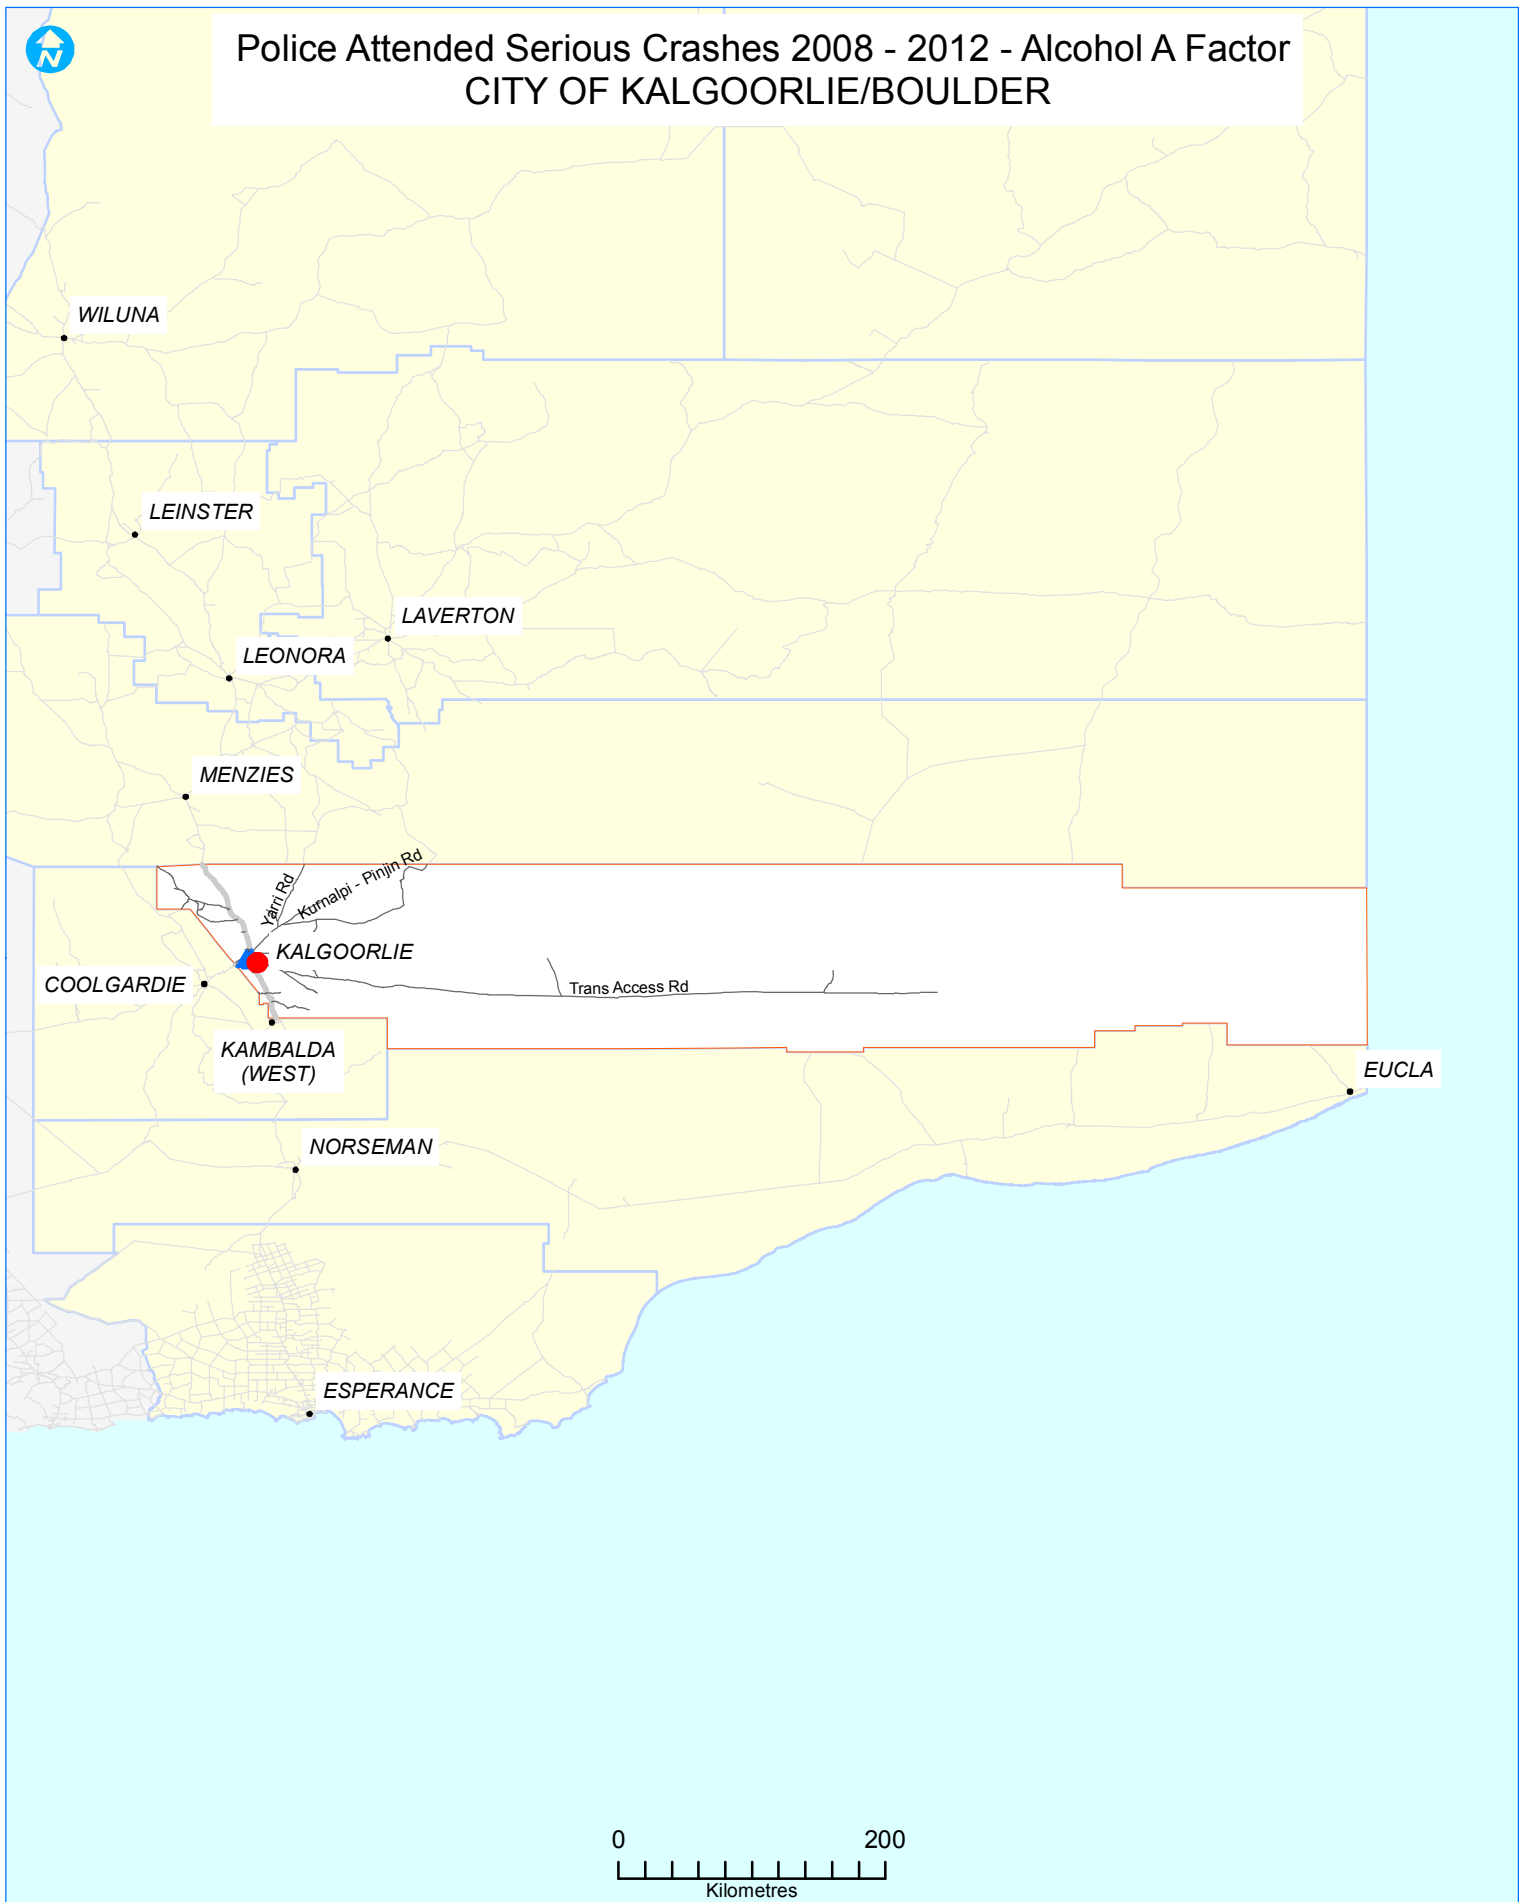 Police Attended Serious Crashes 2008 - 2012 - Alcohol A Factor
CITY OF KALGOORLIE/BOULDER
N
WILUNA
LEINSTER
LAVERTON
LEONORA
MENZIES
Yarri Rd
Kurnalpi - Pinjin Rd
KALGOORLIE
COOLGARDIE
Trans Access Rd
KAMBALDA
(WEST)
EUCLA
NORSEMAN
ESPERANCE
0 200
Kilometres